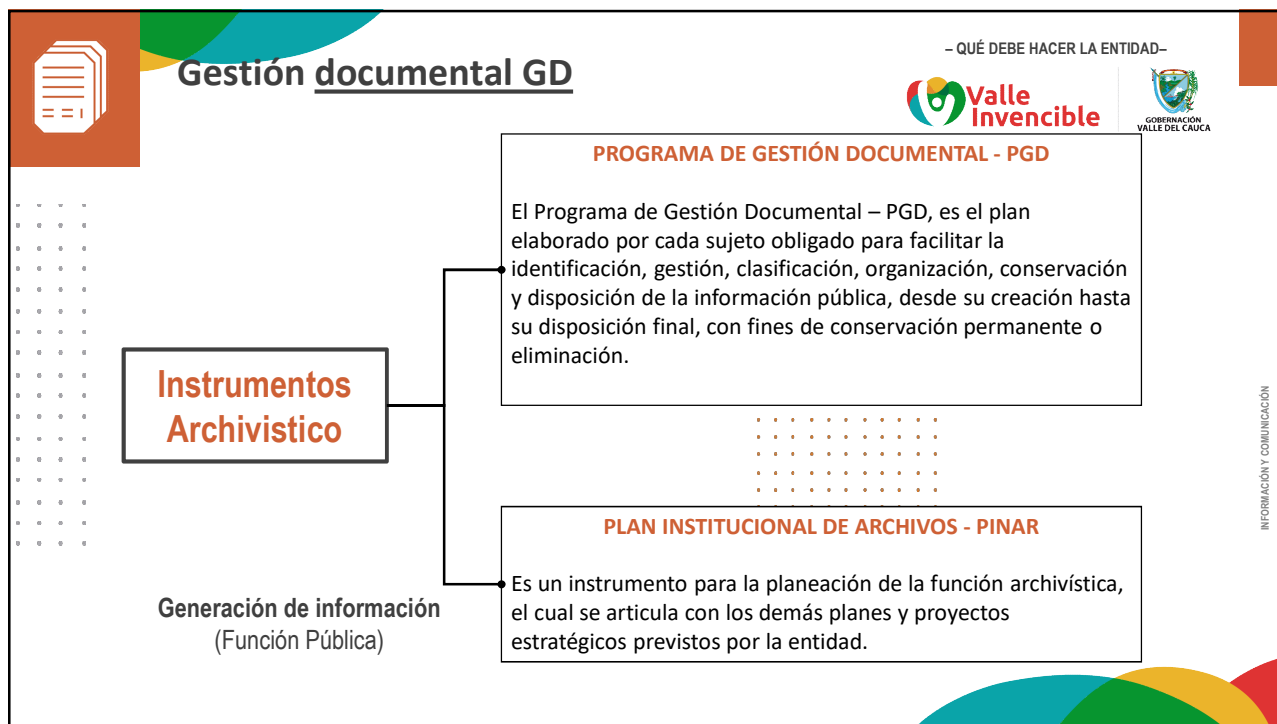 – QUÉ DEBE HACER LA ENTIDAD–
Gestión documental GD
Valle
Invencible
GOBERNACIÓN
VALLE DEL CAUCA
PROGRAMA DE GESTIÓN DOCUMENTAL - PGD
El Programa de Gestión Documental – PGD, es el plan
elaborado por cada sujeto obligado para facilitar la
identificación, gestión, clasificación, organización, conservación
y disposición de la información pública, desde su creación hasta
su disposición final, con fines de conservación permanente o
eliminación.
Instrumentos
Archivistico
PLAN INSTITUCIONAL DE ARCHIVOS - PINAR
Es un instrumento para la planeación de la función archivística,
el cual se articula con los demás planes y proyectos
estratégicos previstos por la entidad.
Generación de información
(Función Pública)
INFORMACIÓN Y COMUNICACIÓN